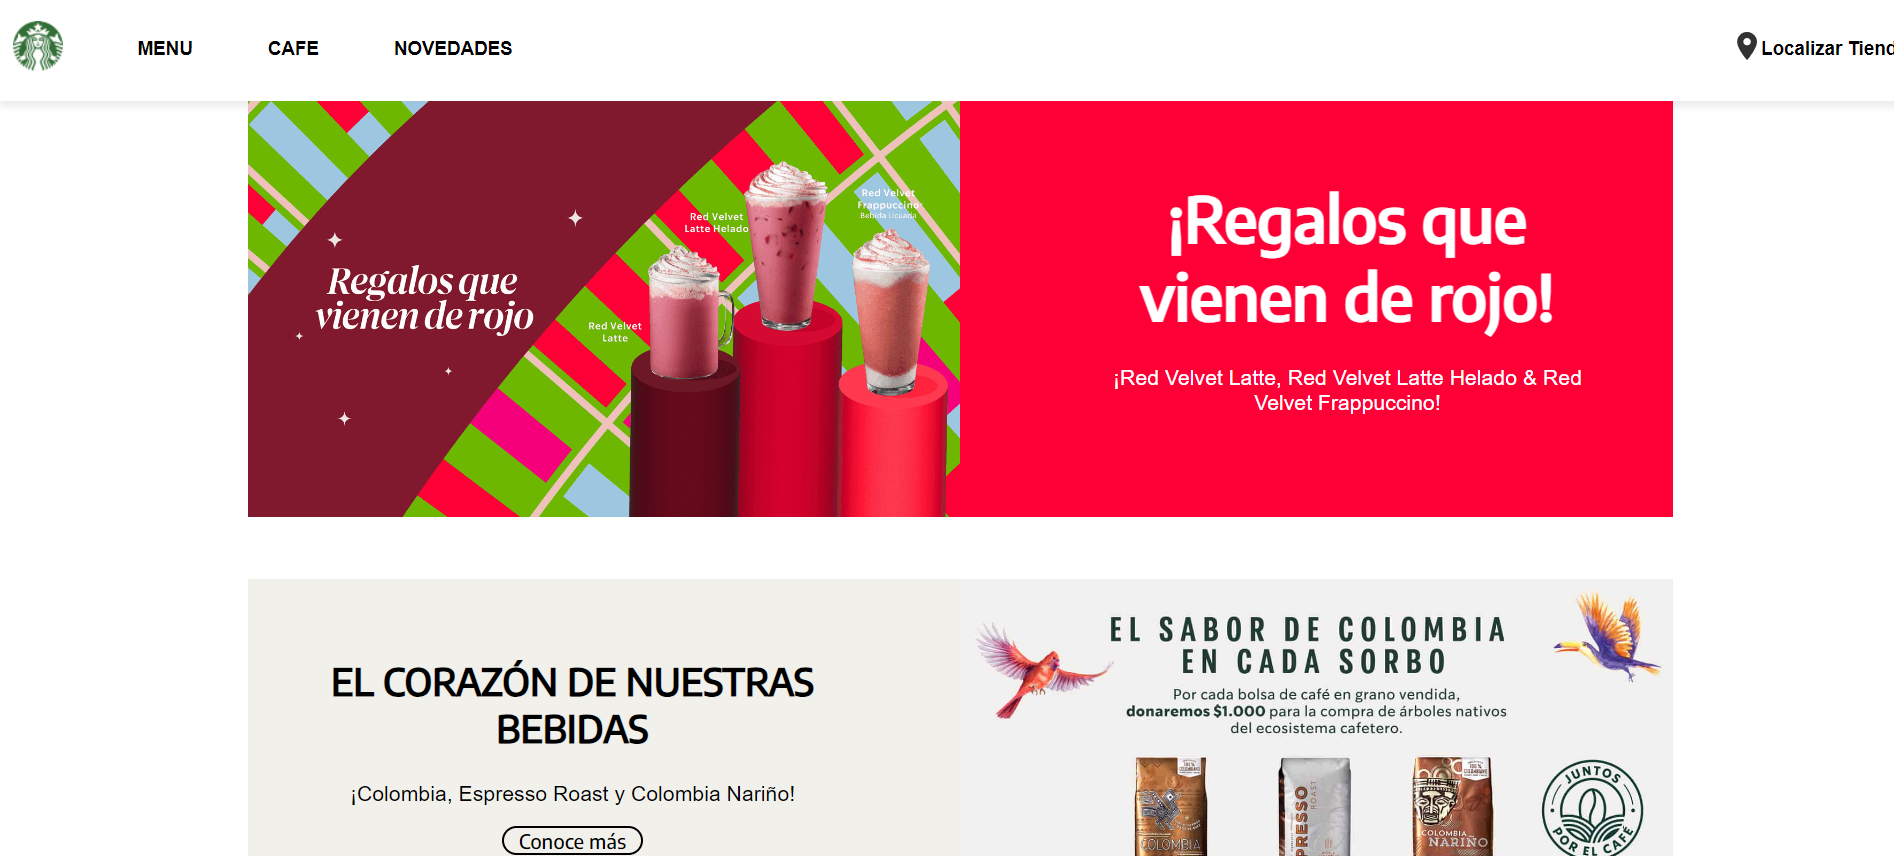 MENU
CAFE
NOVEDADES
Localizar Tiend
Regalos que
vienen de rojo
Red Velvet
Latte
Red Velvet
Latte Helado
Red Velvet
Frappuccino
Bebida Licuada
¡Regalos que
vienen de rojo!
¡Red Velvet Latte, Red Velvet Latte Helado & Red
Velvet Frappuccino!
EL CORAZÓN DE NUESTRAS
BEBIDAS
¡Colombia, Espresso Roast y Colombia Nariño!
Conoce más
EL SABOR DE COLOMBIA
EN CADA SORBO
Por cada bolsa de café en grano vendida,
donaremos $1.000 para la compra de árboles nativos
del ecosistema cafetero.
COLOMBIA
PRESSO
ROAST
COLOMBIA
NARIÑO
JUNTOS
POR EL CAFÉ